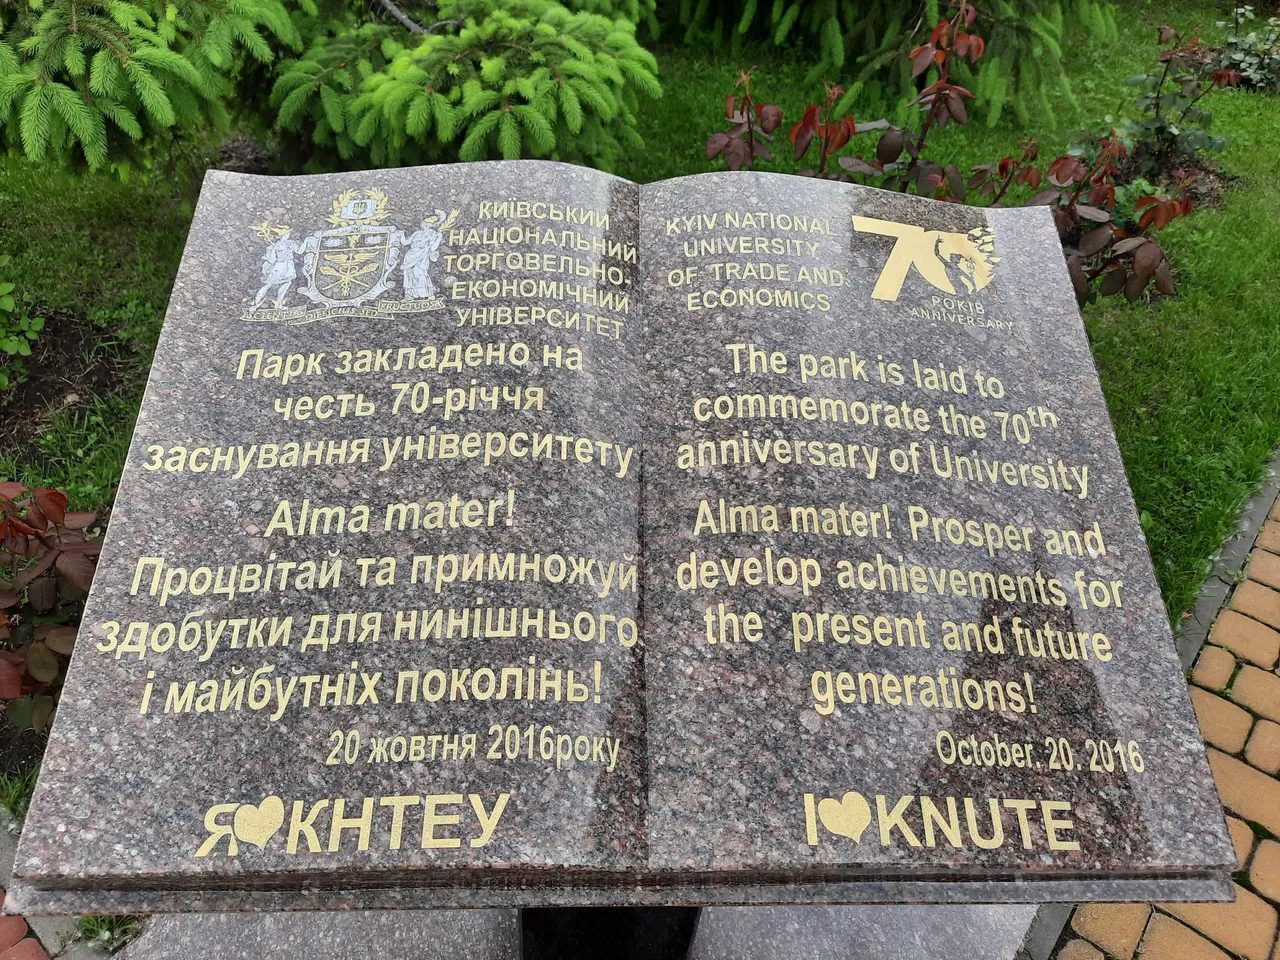 КИЇВСЬКИЙ
НАЦІОНАЛЬНИЙ
ТОРГОВЕЛЬНО-
ЕКОНОМІЧНИЙ
УНІВЕРСИТЕТ
Парк закладено на
честь 70-річчя
заснування університету
Alma mater!
Процвітай та примножуй
здобутки для нинішнього
і майбутніх поколінь!
20 жовтня 2016року
Я КНТЕУ
KYIV NATIONAL
UNIVERSITY
OF TRADE AND
ECONOMICS
70
РОКІВ
ANNIVERSARY
The park is laid to
commemorate the 70th
anniversary of University
Alma mater! Prosper and
develop achievements for
the present and future
generations!
October. 20. 2016
I KNUTE